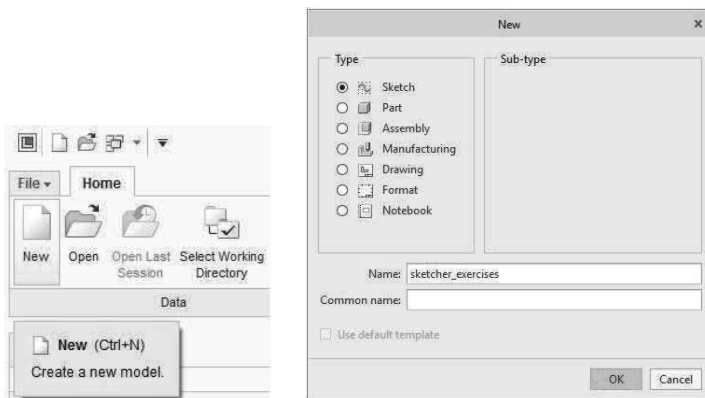 File
Home
New
Open
Open Last
Session
Select Working
Directory
Data
New (Ctrl+N)
Create a new model.
New
Type
Sub-type
Sketch
Part
Assembly
Manufacturing
Drawing
Format
Notebook
Name: sketcher_exercises
Common name:
Use default template
OK Cancel